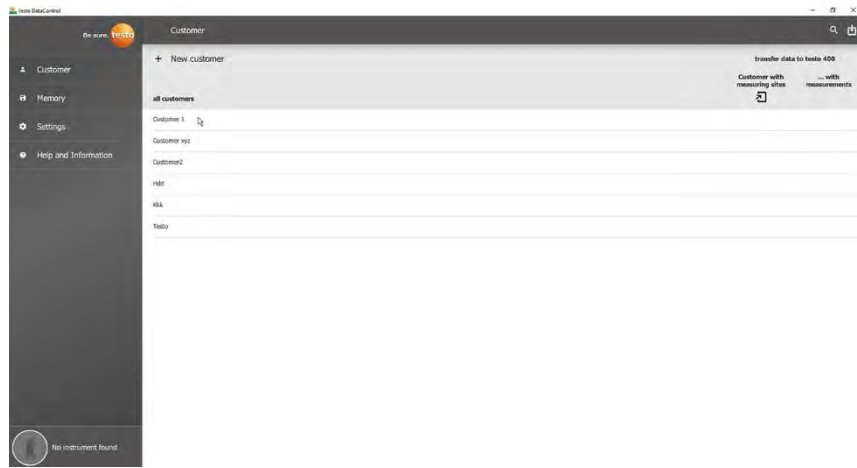 testo DataControl
Be sure. testo
Customer
Customer
Memory
Settings
Help and Information
No instrument found
+ New customer
transfer data to testo 400
Customer with
measuring sites
... with
measurements
all customers
Customer 1
Customer xyz
Customer2
Hdd
Kkk
Testo